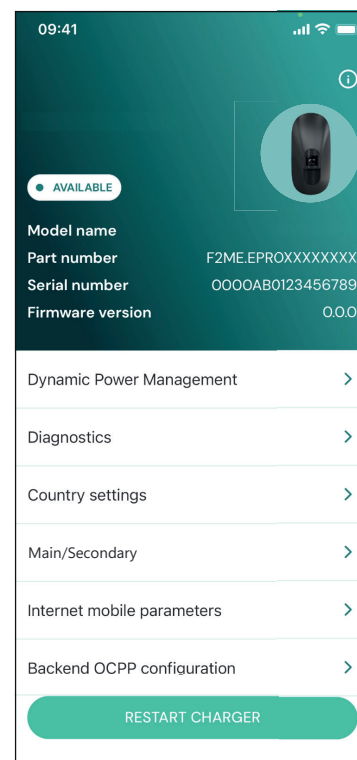 09:41
AVAILABLE
Model name
Part number F2ME.EPROXXXXXXXX
Serial number 0000AB0123456789
Firmware version 0.0.0
Dynamic Power Management
Diagnostics
Country settings
Main/Secondary
Internet mobile parameters
Backend OCPP configuration
RESTART CHARGER